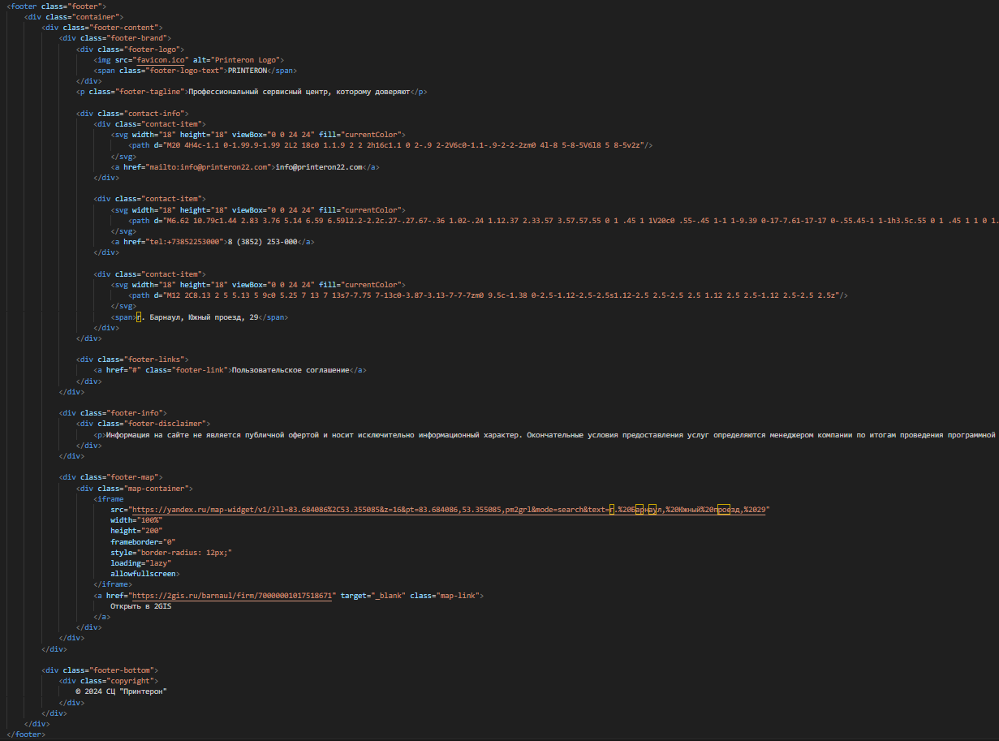 <footer class="footer">
<div class="container">
<div class="footer-content">
<div class="footer-brand">
<div class="footer-logo">
<img src="favicon.ico" alt="Printeron Logo">
<span class="footer-logo-text">PRINTERON</span>
</div>
<p class="footer-tagline">Профессиональный сервисный центр, которому доверяют</p>
<div class="contact-info">
<div class="contact-item">
<svg width="18" height="18" viewBox="0 0 24 24" fill="currentColor">
<path d="M20 4H4c-1.1 0-1.99.9-1.99 2L2 18c0 1.1.9 2 2 2h16c1.1 0 2-.9 2-2V6c0-1.1-.9-2-2-2zm0 4l-8 5-8-5V6l8 5 8-5v2z"/>
</svg>
<a href="mailto:info@printeron22.com">info@printeron22.com</a>
</div>
<div class="contact-item">
<svg width="18" height="18" viewBox="0 0 24 24" fill="currentColor">
<path d="M6.62 10.79c1.44 2.83 3.76 5.14 6.59 6.59l2.2-2.2c.27-.27.67-.36 1.02-.24 1.12.37 2.33.57 3.57.57.55 0 1 .45 1 1V20c0 .55-.45 1-1 1-9.39 0-17-7.61-17-17 0-.55.45-1 1-1h3.5c.55 0 1 .45 1 1 0 1.
</svg>
<a href="tel:+73852253000">8 (3852) 253-000</a>
</div>
<div class="contact-item">
<svg width="18" height="18" viewBox="0 0 24 24" fill="currentColor">
<path d="M12 2C8.13 2 5 5.13 5 9c0 5.25 7 13 7 13s7-7.75 7-13c0-3.87-3.13-7-7-7zm0 9.5c-1.38 0-2.5-1.12-2.5-2.5s1.12-2.5 2.5-2.5 2.5 1.12 2.5 2.5-1.12 2.5-2.5 2.5z"/>
</svg>
<span>г. Барнаул, Южный проезд, 29</span>
</div>
</div>
<div class="footer-links">
<a href="#" class="footer-link">Пользовательское соглашение</a>
</div>
</div>
<div class="footer-info">
<div class="footer-disclaimer">
<p>Информация на сайте не является публичной офертой и носит исключительно информационный характер. Окончательные условия предоставления услуг определяются менеджером компании по итогам проведения программной
</div>
</div>
<div class="footer-map">
<div class="map-container">
<iframe
src="https://yandex.ru/map-widget/v1/?ll=83.684086%2C53.355085&z=16&pt=83.684086,53.355085,pm2grl&mode=search&text=г.%20Барнаул,%20Южный%20проезд,%2029"
width="100%"
height="200"
frameborder="0"
style="border-radius: 12px;"
loading="lazy"
allowfullscreen>
</iframe>
<a href="https://2gis.ru/barnaul/firm/70000001017518671" target="_blank" class="map-link">
Открыть в 2GIS
</a>
</div>
</div>
</div>
<div class="footer-bottom">
<div class="copyright">
© 2024 СЦ "Принтерон"
</div>
</div>
</div>
</footer>